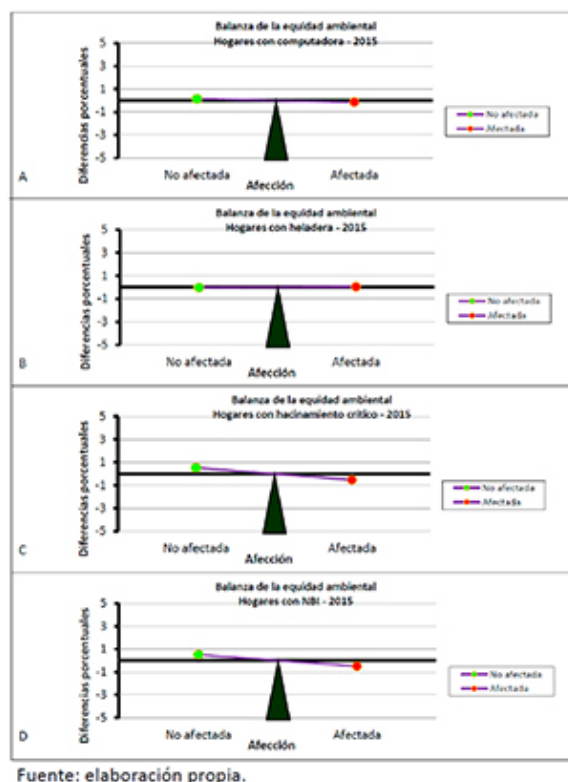 Balanza de la equidad ambiental
Hogares con computadora - 2015
Diferencias porcentuales
5
3
1
-1
-3
-5
No afectada
Afectada
Afección
No afectada
Afectada
A
Balanza de la equidad ambiental
Hogares con heladera - 2015
Diferencias porcentuales
5
3
1
-1
-3
-5
No afectada
Afectada
Afección
No afectada
Afectada
B
Balanza de la equidad ambiental
Hogares con hacinamiento crítico - 2015
Diferencias porcentuales
5
3
1
-1
-3
-5
No afectada
Afectada
Afección
No afectada
Afectada
C
Balanza de la equidad ambiental
Hogares con NBI - 2015
Diferencias porcentuales
5
3
1
-1
-3
-5
No afectada
Afectada
Afección
No afectada
Afectada
D
Fuente: elaboración propia.